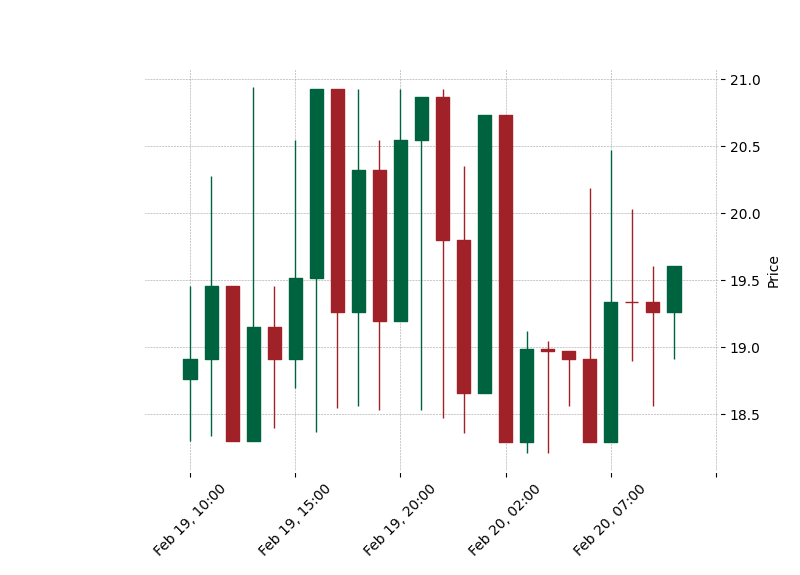 21.0
20.5
20.0
19.5
19.0
18.5
Price
Feb 19, 10:00
Feb 19, 15:00
Feb 19, 20:00
Feb 20, 02:00
Feb 20, 07:00